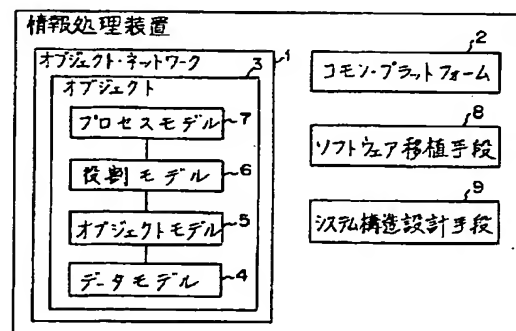 情報処理装置
オブジェクト・ネットワーク
1
3
オブジェクト
プロセスモデル
7
役割モデル
6
オブジェクトモデル
5
データモデル
4
2
コモン・プラットフォーム
8
ソフトウェア移植手段
9
システム構造設計手段